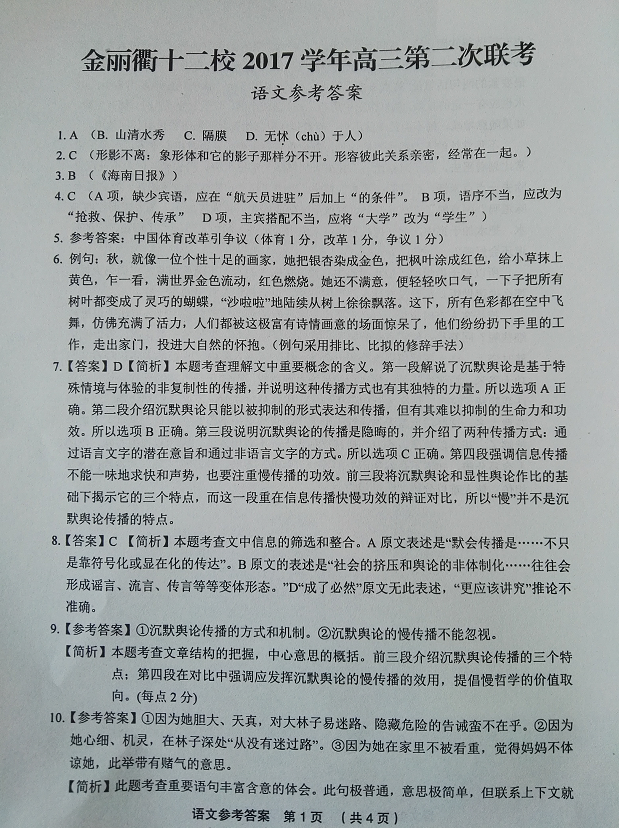 金丽衢十二校 2017 学年高三第二次联考
语文参考答案
1. A （B. 山清水秀 C. 隔膜 D. 无怵（chù）于人）
2. C （形影不离：象形体和它的影子那样分不开。形容彼此关系亲密，经常在一起。）
3. B （《海南日报》）
4. C （A 项，缺少宾语，应在“航天员进驻”后加上“的条件”。 B 项，语序不当，应改为
“抢救、保护、传承” D 项，主宾搭配不当，应将“大学”改为“学生”）
5. 参考答案：中国体育改革引争议（体育 1 分，改革 1 分，争议 1 分）
6. 例句：秋，就像一位个性十足的画家，她把银杏染成金色，把枫叶涂成红色，给小草抹上
黄色，乍一看，满世界金色流动，红色燃烧。她还不满意，便轻轻吹口气，一下子把所有
树叶都变成了灵巧的蝴蝶，“沙啦啦”地陆续从树上徐徐飘落。这下，所有色彩都在空中飞
舞，仿佛充满了活力，人们都被这极富有诗情画意的场面惊呆了，他们纷纷扔下手里的工
作，走出家门，投进大自然的怀抱。（例句采用排比、比拟的修辞手法）
7.【答案】D【简析】本题考查理解文中重要概念的含义。第一段解说了沉默舆论是基于特
殊情境与体验的非复制性的传播，并说明这种传播方式也有其独特的力量。所以选项 A 正
确。第二段介绍沉默舆论只能以被抑制的形式表达和传播，但有其难以抑制的生命力和功
效。所以选项 B 正确。第三段说明沉默舆论的传播是隐晦的，并介绍了两种传播方式：通
过语言文字的潜在意旨和通过非语言文字的方式。所以选项 C 正确。第四段强调信息传播
不能一味地求快和声势，也要注重慢传播的功效。前三段将沉默舆论和显性舆论作比的基
础下揭示它的三个特点，而这一段重在信息传播快慢功效的辩证对比，所以“慢”并不是沉
默舆论传播的特点。
8.【答案】C 【简析】本题考查文中信息的筛选和整合。A 原文表述是“默会传播是……不只
是靠符号化或显在化的传达”。B 原文的表述是“社会的挤压和舆论的非体制化……往往会
形成谣言、流言、传言等等变体形态。”D“成了必然”原文无此表述，“更应该讲究”推论不
准确。
9.【参考答案】①沉默舆论传播的方式和机制。②沉默舆论的慢传播不能忽视。
【简析】本题考查文章结构的把握，中心意思的概括。前三段介绍沉默舆论的三个特
点；第四段在对比中强调应发挥沉默舆论的慢传播的效用，提倡慢哲学的价值取
向。(每点 2 分)
10.【参考答案】①因为她胆大、天真，对大林子易迷路、隐藏危险的告诫蛮不在乎。②因为
她心细、机灵，在林子深处“从没有迷过路”。③因为她在家里不被看重，觉得妈妈不体
谅她，此举带有赌气的意思。
【简析】此题考查重要语句丰富含意的体会。此句极普通，意思极简单，但联系上下文就
语文参考答案 第 1 页 （共 4 页）